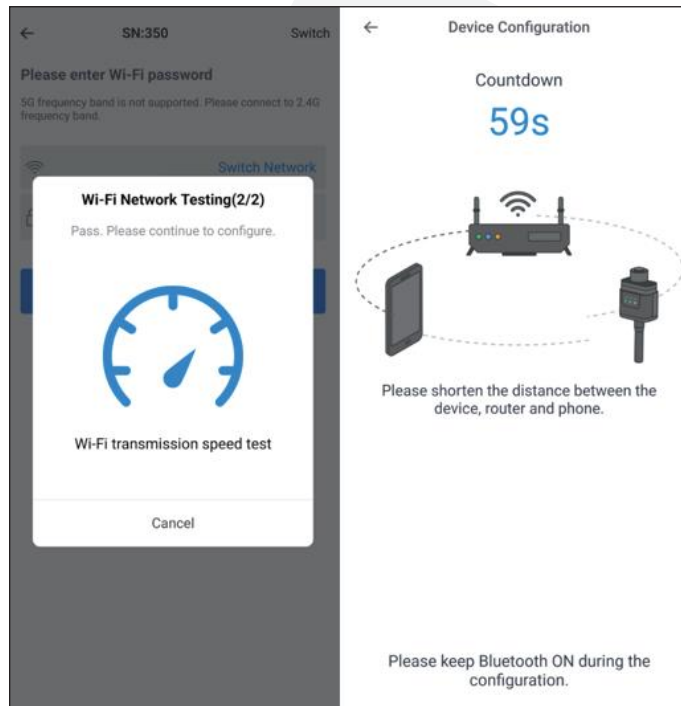 SN:350
Switch
Please enter Wi-Fi password
5G frequency band is not supported. Please connect to 2.4G
frequency band.
Switch Network
Wi-Fi Network Testing(2/2)
Pass. Please continue to configure.
Wi-Fi transmission speed test
Cancel
Device Configuration
Countdown
59s
Please shorten the distance between the
device, router and phone.
Please keep Bluetooth ON during the
configuration.